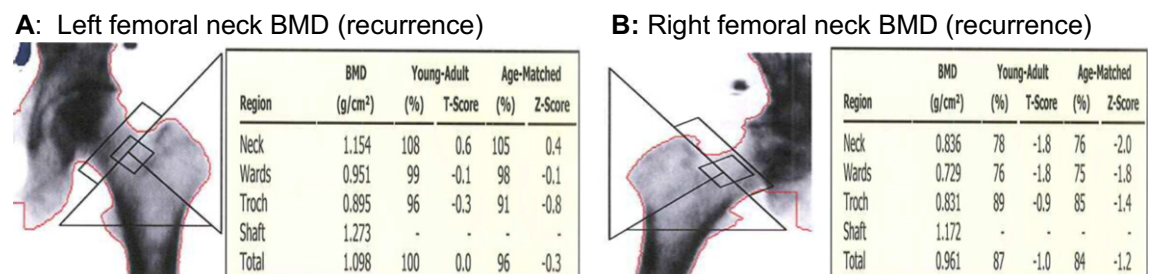 A: Left femoral neck BMD (recurrence)
BMD Young-Adult Age-Matched
Region (g/cm²) (%) T-Score (%) Z-Score
Neck 1.154 108 0.6 105 0.4
Wards 0.951 99 -0.1 98 -0.1
Troch 0.895 96 -0.3 91 -0.8
Shaft 1.273 - - - -
Total 1.098 100 0.0 96 -0.3
B: Right femoral neck BMD (recurrence)
BMD Young-Adult Age-Matched
Region (g/cm²) (%) T-Score (%) Z-Score
Neck 0.836 78 -1.8 76 -2.0
Wards 0.729 76 -1.8 75 -1.8
Troch 0.831 89 -0.9 85 -1.4
Shaft 1.172 - - - -
Total 0.961 87 -1.0 84 -1.2